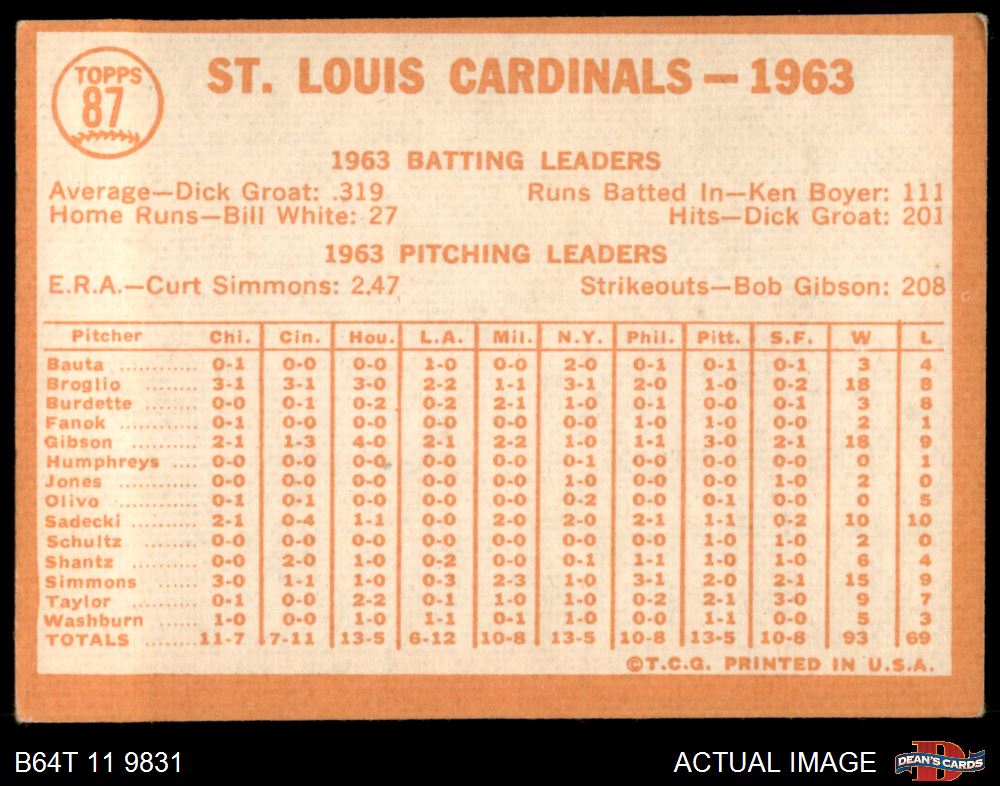 TOPPS
87
ST. LOUIS CARDINALS — 1963
1963 BATTING LEADERS
Average—Dick Groat: .319 Runs Batted In—Ken Boyer: 111
Home Runs—Bill White: 27 Hits—Dick Groat: 201
1963 PITCHING LEADERS
E.R.A.—Curt Simmons: 2.47 Strikeouts—Bob Gibson: 208
Pitcher Chi. Cin. Hou. L.A. Mil. N.Y. Phil. Pitt. S.F. W L
Bauta ........... 0-1 0-0 0-0 1-0 0-0 2-0 0-1 0-1 0-1 3 4
Broglio ......... 3-1 3-1 3-0 2-2 1-1 3-1 2-0 1-0 0-2 18 8
Burdette ....... 0-0 0-1 0-2 0-2 2-1 1-0 0-1 0-0 0-1 3 8
Fanok ........... 0-1 0-0 0-0 0-0 0-0 0-0 1-0 1-0 0-0 2 1
Gibson .......... 2-1 1-3 4-0 2-1 2-2 1-0 1-1 3-0 2-1 18 9
Humphreys .... 0-0 0-0 0-0 0-0 0-0 0-1 0-0 0-0 0-0 0 1
Jones ........... 0-0 0-0 0-0 0-0 0-0 1-0 0-0 0-0 1-0 2 0
Olivo ............ 0-1 0-1 0-0 0-0 0-0 0-2 0-0 0-1 0-0 0 5
Sadecki ......... 2-1 0-4 1-1 0-0 2-0 2-0 2-1 1-1 0-2 10 10
Schultz ........ 0-0 0-0 0-0 0-0 0-0 0-0 0-0 1-0 1-0 2 0
Shantz .......... 0-0 2-0 1-0 0-2 0-0 0-1 1-1 1-0 1-0 6 4
Simmons ...... 3-0 1-1 1-0 0-3 2-3 1-0 3-1 2-0 2-1 15 9
Taylor .......... 0-1 0-0 2-2 0-1 1-0 1-0 0-2 2-1 3-0 9 7
Washburn ..... 1-0 0-0 1-0 1-1 0-1 1-0 0-0 1-1 0-0 5 3
TOTALS ........ 11-7 7-11 13-5 6-12 10-8 13-5 10-8 13-5 10-8 93 69
©T.C.G. PRINTED IN U.S.A.
B64T 11 9831 ACTUAL IMAGE
D
DEAN'S CARDS